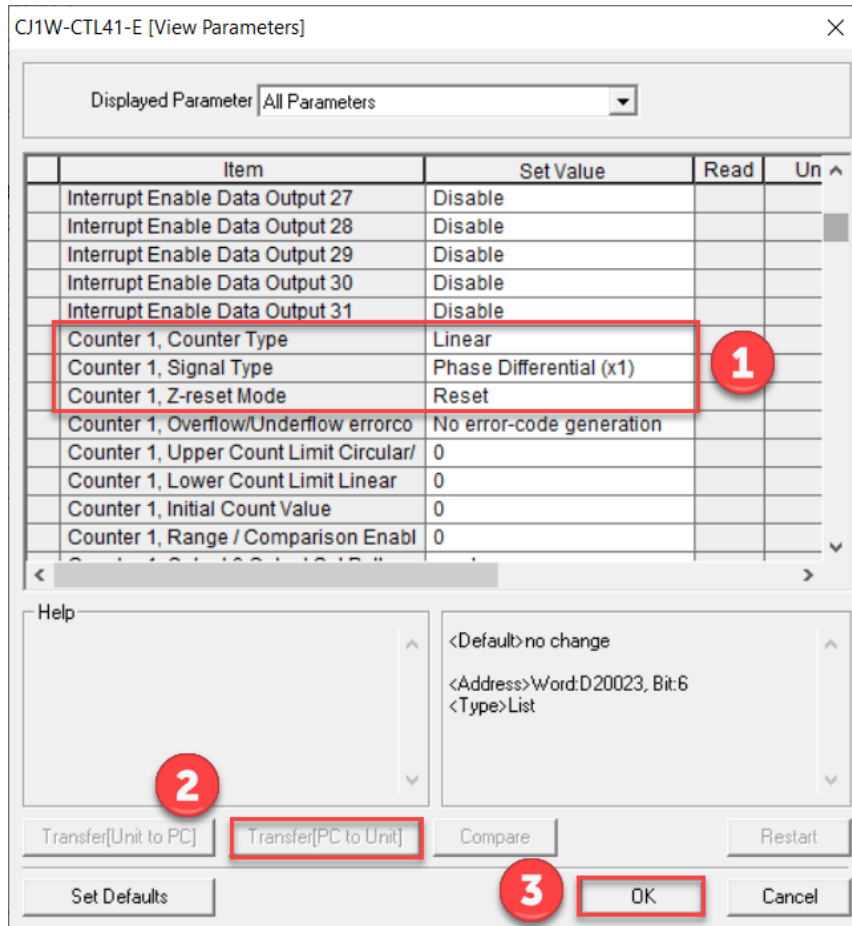 CJ1W-CTL41-E [View Parameters]
Displayed Parameter All Parameters
Item Set Value Read Un
Interrupt Enable Data Output 27 Disable
Interrupt Enable Data Output 28 Disable
Interrupt Enable Data Output 29 Disable
Interrupt Enable Data Output 30 Disable
Interrupt Enable Data Output 31 Disable
Counter 1, Counter Type Linear
Counter 1, Signal Type Phase Differential (x1)
1
Counter 1, Z-reset Mode Reset
Counter 1, Overflow/Underflow errorco No error-code generation
Counter 1, Upper Count Limit Circular/ 0
Counter 1, Lower Count Limit Linear 0
Counter 1, Initial Count Value 0
Counter 1, Range / Comparison Enabl 0
Help
<Default>no change
<Address>Word:D20023, Bit:6
<Type>List
2
Transfer[Unit to PC] Transfer[PC to Unit] Compare Restart
Set Defaults 3 OK Cancel